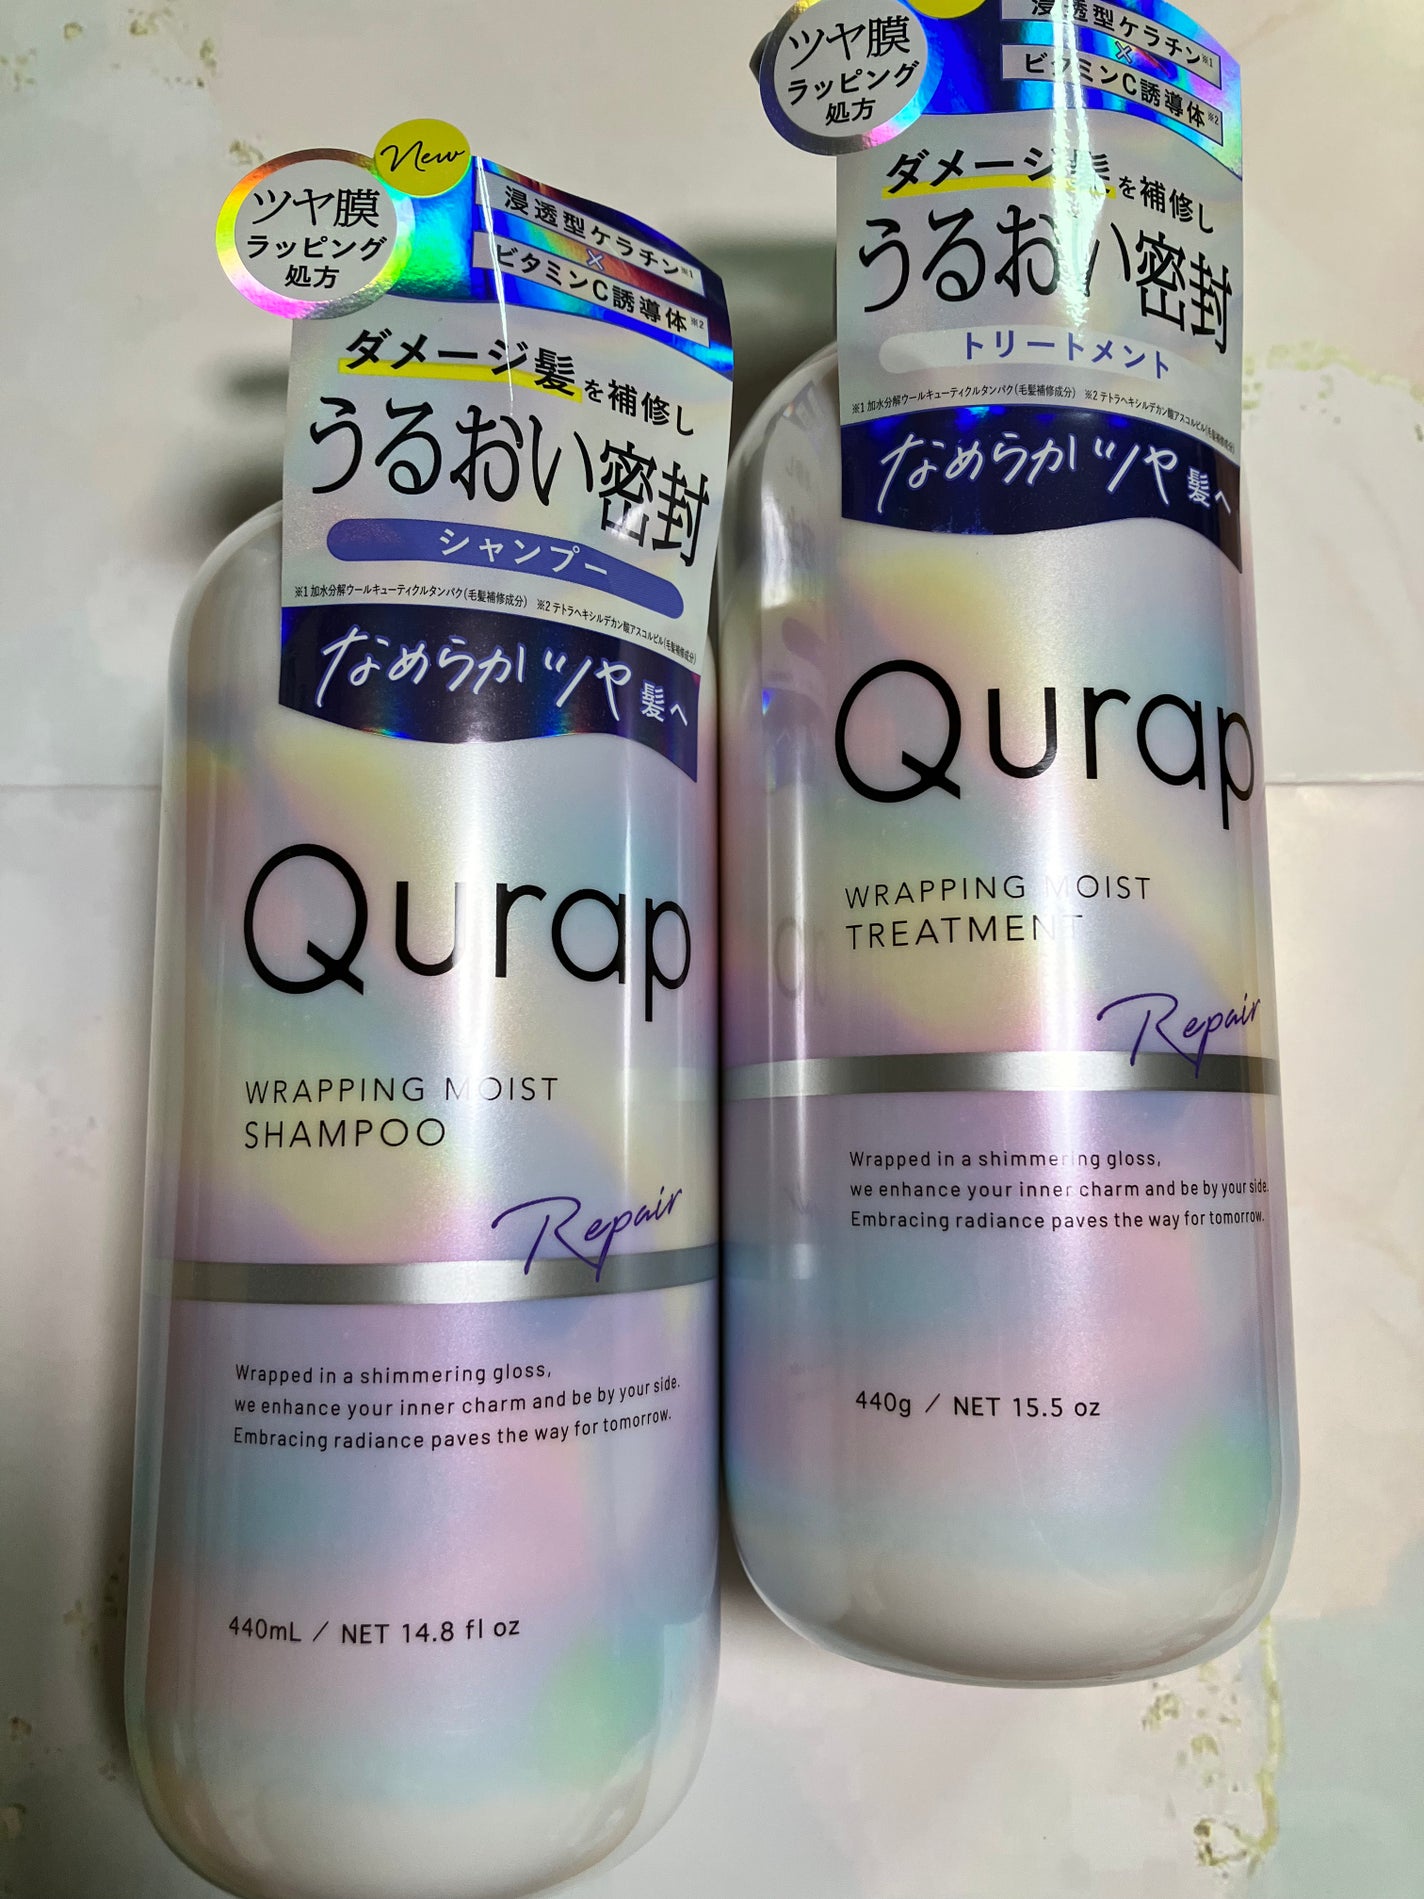 New
ツヤ膜
ラッピング
処方
浸透型ケラチン※1
×
ビタミンC誘導体※2
ダメージ髪を補修し
うるおい密封
シャンプー
※1 加水分解ウールキューティクルタンパク(毛髪補修成分) ※2 テトラヘキシルデカン酸アスコルビル(毛髪補修成分)
なめらかツヤ髪へ
Qurap
WRAPPING MOIST
SHAMPOO
Repair
Wrapped in a shimmering gloss,
we enhance your inner charm and be by your side.
Embracing radiance paves the way for tomorrow.
440mL / NET 14.8 fl oz
ツヤ膜
ラッピング
処方
浸透型ケラチン※1
×
ビタミンC誘導体※2
ダメージ髪を補修し
うるおい密封
トリートメント
※1 加水分解ウールキューティクルタンパク(毛髪補修成分) ※2 テトラヘキシルデカン酸アスコルビル(毛髪補修成分)
なめらかツヤ髪へ
Qurap
WRAPPING MOIST
TREATMENT
Repair
Wrapped in a shimmering gloss,
we enhance your inner charm and be by your side.
Embracing radiance paves the way for tomorrow.
440g / NET 15.5 oz